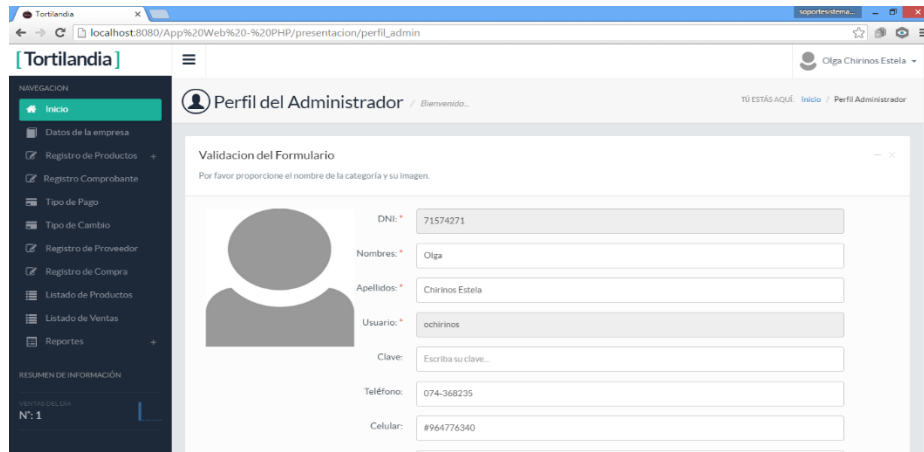 Tortilandia
soportesistema...
localhost:8080/App%20Web%20-%20PHP/presentacion/perfil_admin
[Tortilandia]
Olga Chirinos Estela
NAVEGACION
Inicio
Datos de la empresa
Registro de Productos +
Registro Comprobante
Tipo de Pago
Tipo de Cambio
Registro de Proveedor
Registro de Compra
Listado de Productos
Listado de Ventas
Reportes +
RESUMEN DE INFORMACIÓN
VENTAS DEL DÍA
N°: 1
Perfil del Administrador / Bienvenido...
TÚ ESTÁS AQUÍ: Inicio / Perfil Administrador
Validacion del Formulario
Por favor proporcione el nombre de la categoría y su imagen.
DNI: * 71574271
Nombres: * Olga
Apellidos: * Chirinos Estela
Usuario: * ochirinos
Clave: Escriba su clave...
Teléfono: 074-368235
Celular: #964776340